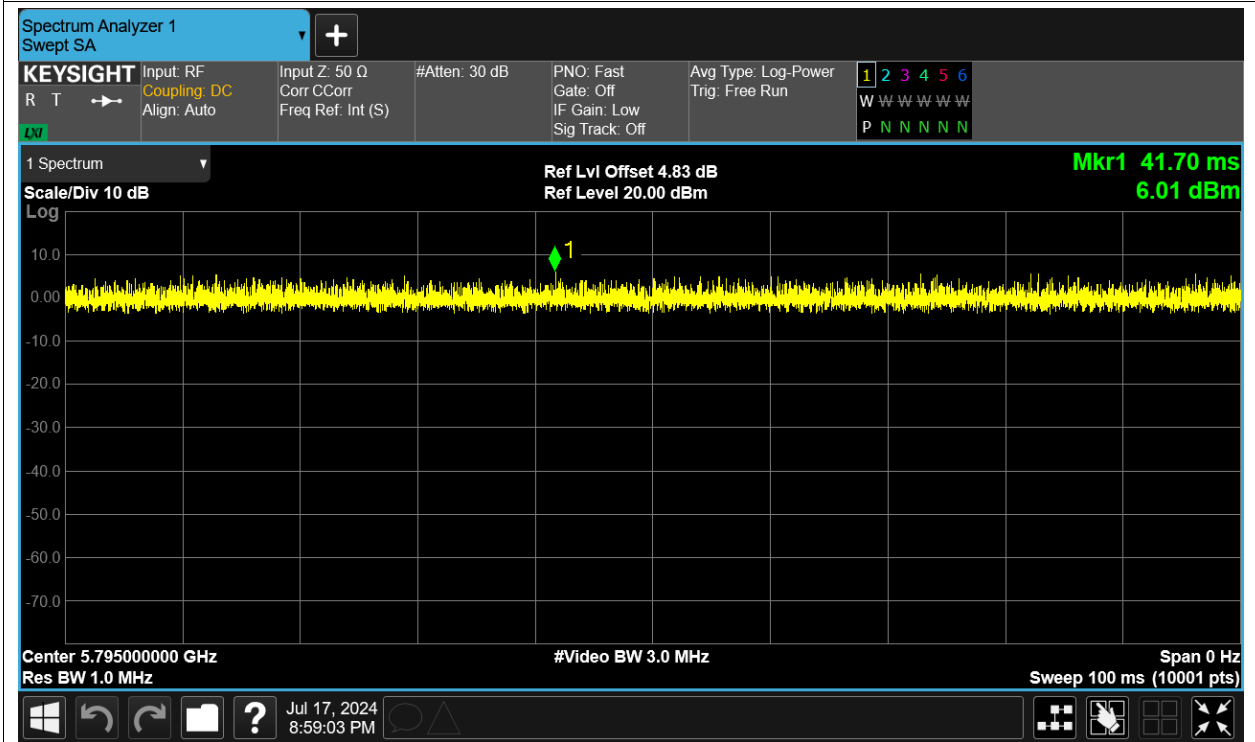 Spectrum Analyzer 1
Swept SA
KEYSIGHT
R T
LXI
Input: RF
Coupling: DC
Align: Auto
Input Z: 50 Ω
Corr CCorr
Freq Ref: Int (S)
#Atten: 30 dB
PNO: Fast
Gate: Off
IF Gain: Low
Sig Track: Off
Avg Type: Log-Power
Trig: Free Run
1 2 3 4 5 6
W W W W W W
P N N N N N
1 Spectrum
Scale/Div 10 dB
Log
Ref Lvl Offset 4.83 dB
Ref Level 20.00 dBm
Mkr1 41.70 ms
6.01 dBm
1
10.0
0.00
-10.0
-20.0
-30.0
-40.0
-50.0
-60.0
-70.0
Center 5.795000000 GHz
Res BW 1.0 MHz
#Video BW 3.0 MHz
Span 0 Hz
Sweep 100 ms (10001 pts)
?
Jul 17, 2024
8:59:03 PM